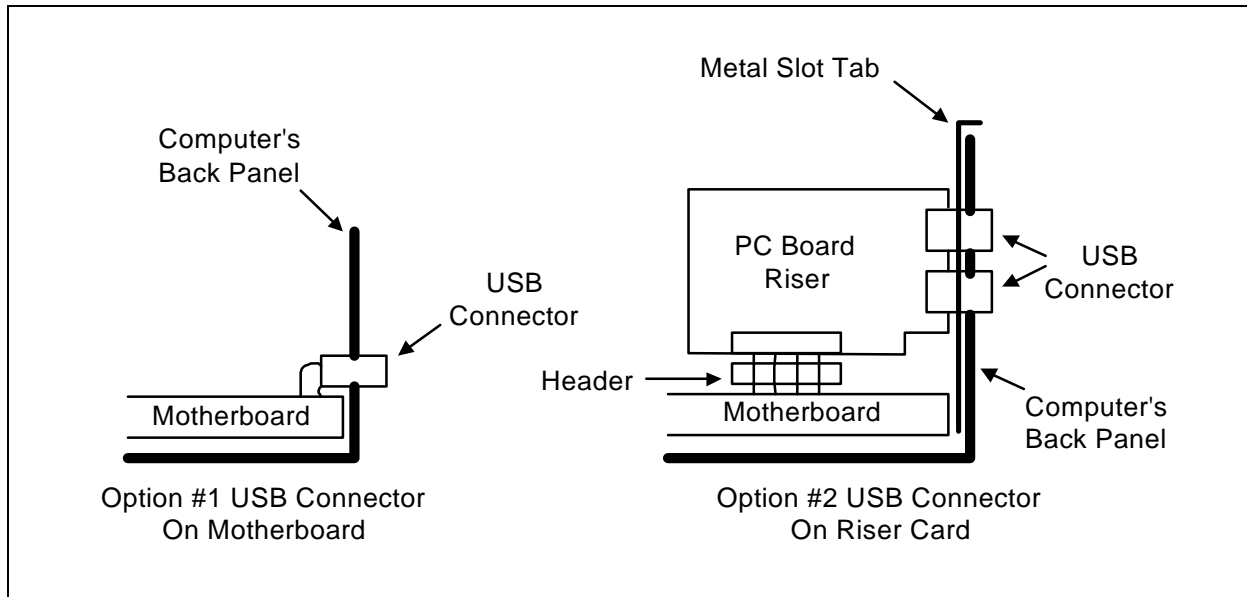 Computer's
Back Panel
USB
Connector
Motherboard
Option #1 USB Connector
On Motherboard
Metal Slot Tab
PC Board
Riser
USB
Connector
Header
Motherboard
Computer's
Back Panel
Option #2 USB Connector
On Riser Card